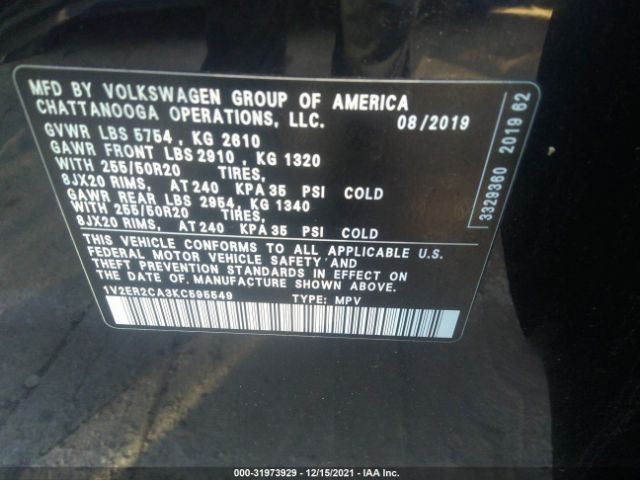 MFD BY VOLKSWAGEN GROUP OF AMERICA
CHATTANOOGA OPERATIONS, LLC. 08/2019
GVWR LBS 5754 , KG 2610
GAWR FRONT LBS 2910 , KG 1320
WITH 255/50R20 TIRES,
8JX20 RIMS, AT 240 KPA 35 PSI COLD
GAWR REAR LBS 2954, KG 1340
WITH 255/50R20 TIRES,
8JX20 RIMS, AT 240 KPA 35 PSI COLD
THIS VEHICLE CONFORMS TO ALL APPLICABLE U.S.
FEDERAL MOTOR VEHICLE SAFETY AND
THEFT PREVENTION STANDARDS IN EFFECT ON
THE DATE OF MANUFACTURE SHOWN ABOVE.
1V2ER2CA3KC595549 TYPE: MPV
3329360 2019 62
000-31973929 - 12/15/2021 - IAA Inc.